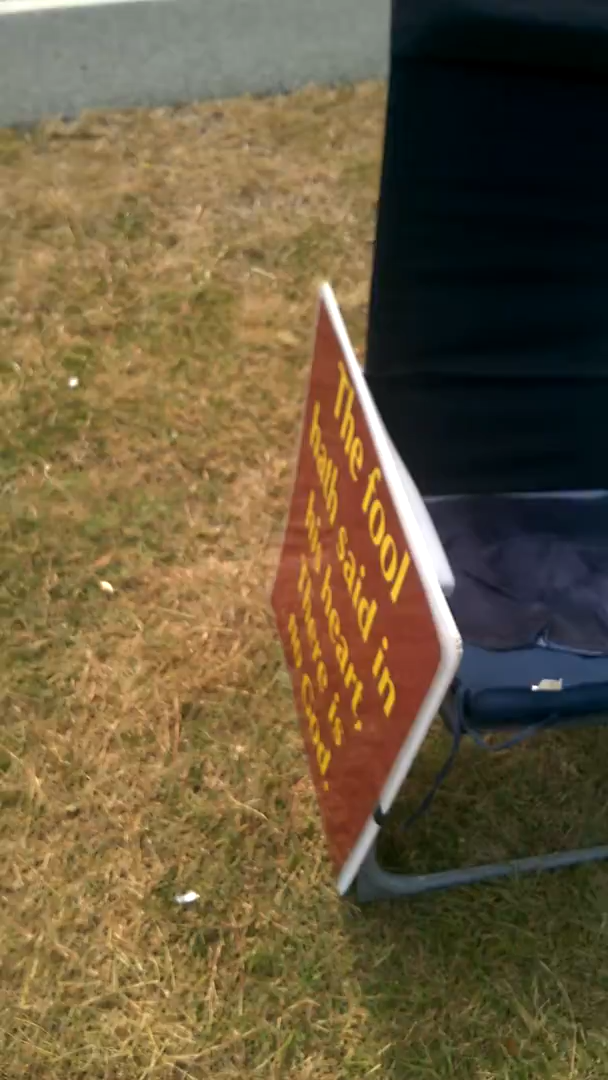 The fool
hath said in
his heart,
There is
no God.